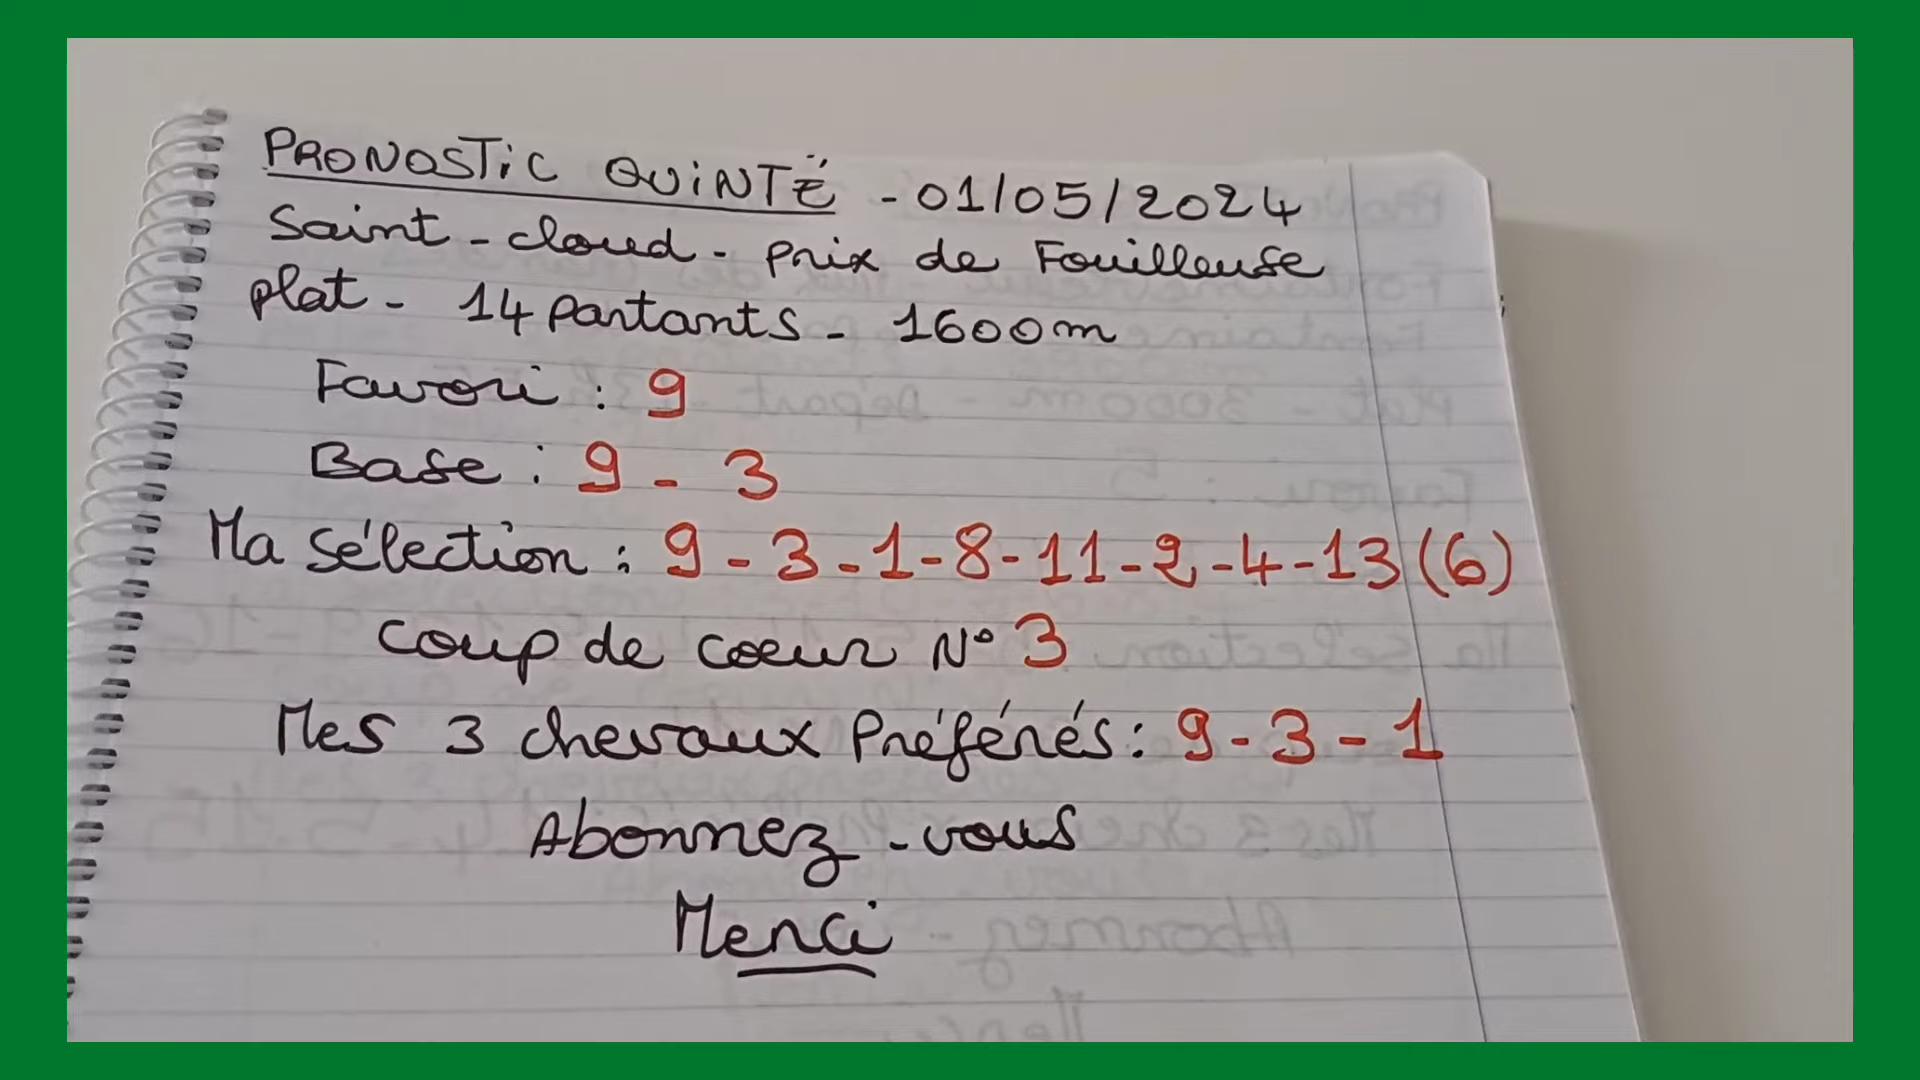 PRONOSTIC QUINTÉ - 01/05/2024
Saint-cloud - prix de Fouilleuse
plat - 14 partants - 1600m
Favori : 9
Base : 9 - 3
Ma sélection : 9 - 3 - 1 - 8 - 11 - 2 - 4 - 13 (6)
coup de coeur N° 3
Mes 3 chevaux Préférés : 9 - 3 - 1
Abonnez-vous
Merci